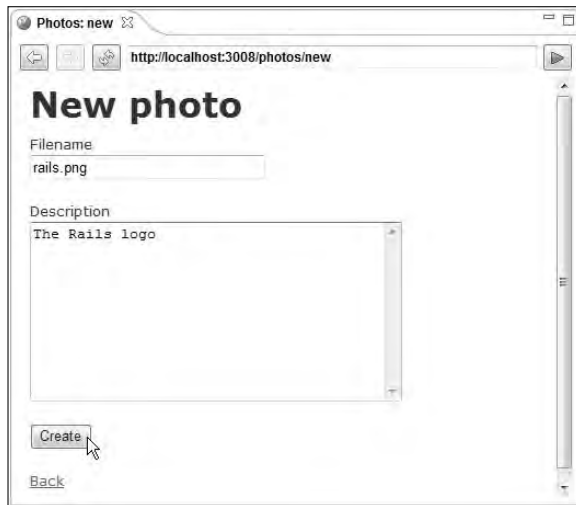 Photos: new
http://localhost:3008/photos/new
New photo
Filename
rails.png
Description
The Rails logo
Create
Back